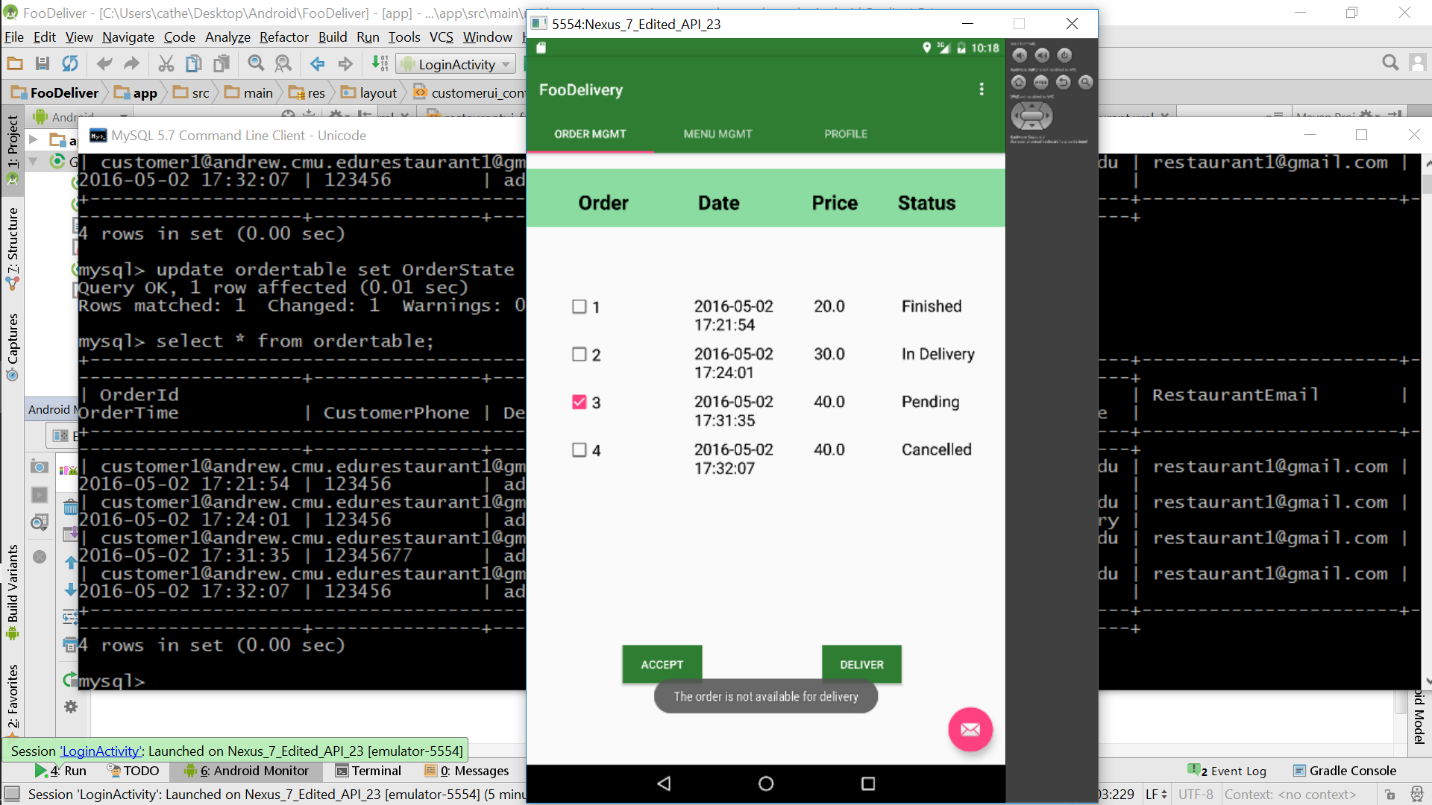 FooDeliver - [C:\Users\cathe\Desktop\Android\FooDeliver] - [app] - ...\app\src\main\
File Edit View Navigate Code Analyze Refactor Build Run Tools VCS Window
LoginActivity
FooDeliver app src main res layout customerui_con
Android
1: Project
7: Structure
Captures
Build Variants
2: Favorites
MySQL 5.7 Command Line Client - Unicode
| customer1@andrew.cmu.edurestaurant1@gm du | restaurant1@gmail.com |
2016-05-02 17:32:07 | 123456 | ad |
4 rows in set (0.00 sec)
mysql> update ordertable set OrderState
Query OK, 1 row affected (0.01 sec)
Rows matched: 1 Changed: 1 Warnings: 0
mysql> select * from ordertable;
| OrderId | RestaurantEmail |
OrderTime | CustomerPhone | De e |
| customer1@andrew.cmu.edurestaurant1@gm du | restaurant1@gmail.com |
2016-05-02 17:21:54 | 123456 | ad |
| customer1@andrew.cmu.edurestaurant1@gm du | restaurant1@gmail.com |
2016-05-02 17:24:01 | 123456 | ad ry |
| customer1@andrew.cmu.edurestaurant1@gm du | restaurant1@gmail.com |
2016-05-02 17:31:35 | 12345677 | ad |
| customer1@andrew.cmu.edurestaurant1@gm du | restaurant1@gmail.com |
2016-05-02 17:32:07 | 123456 | ad |
4 rows in set (0.00 sec)
mysql>
5554:Nexus_7_Edited_API_23
10:18
FooDelivery
ORDER MGMT MENU MGMT PROFILE
Order Date Price Status
1 2016-05-02 20.0 Finished
17:21:54
2 2016-05-02 30.0 In Delivery
17:24:01
3 2016-05-02 40.0 Pending
17:31:35
4 2016-05-02 40.0 Cancelled
17:32:07
ACCEPT DELIVER
The order is not available for delivery
Session 'LoginActivity': Launched on Nexus_7_Edited_API_23 [emulator-5554]
4: Run TODO 6: Android Monitor Terminal 0: Messages 2 Event Log Gradle Console
Session 'LoginActivity': Launched on Nexus_7_Edited_API_23 [emulator-5554] (5 minu 03:229 LF UTF-8 Context: <no context>